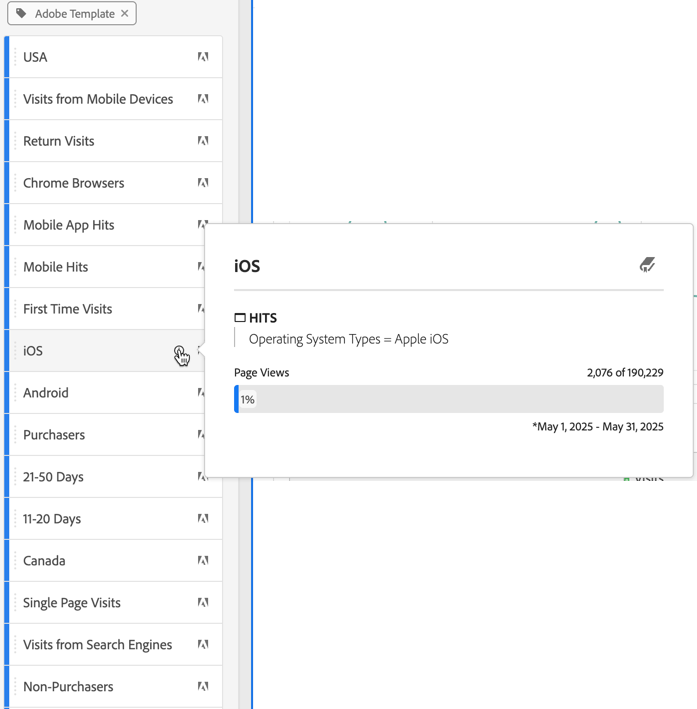 Adobe Template ×
USA
Visits from Mobile Devices
Return Visits
Chrome Browsers
Mobile App Hits
Mobile Hits
First Time Visits
iOS
Android
Purchasers
21-50 Days
11-20 Days
Canada
Single Page Visits
Visits from Search Engines
Non-Purchasers
iOS
HITS
Operating System Types = Apple iOS
Page Views 2,076 of 190,229
1%
*May 1, 2025 - May 31, 2025